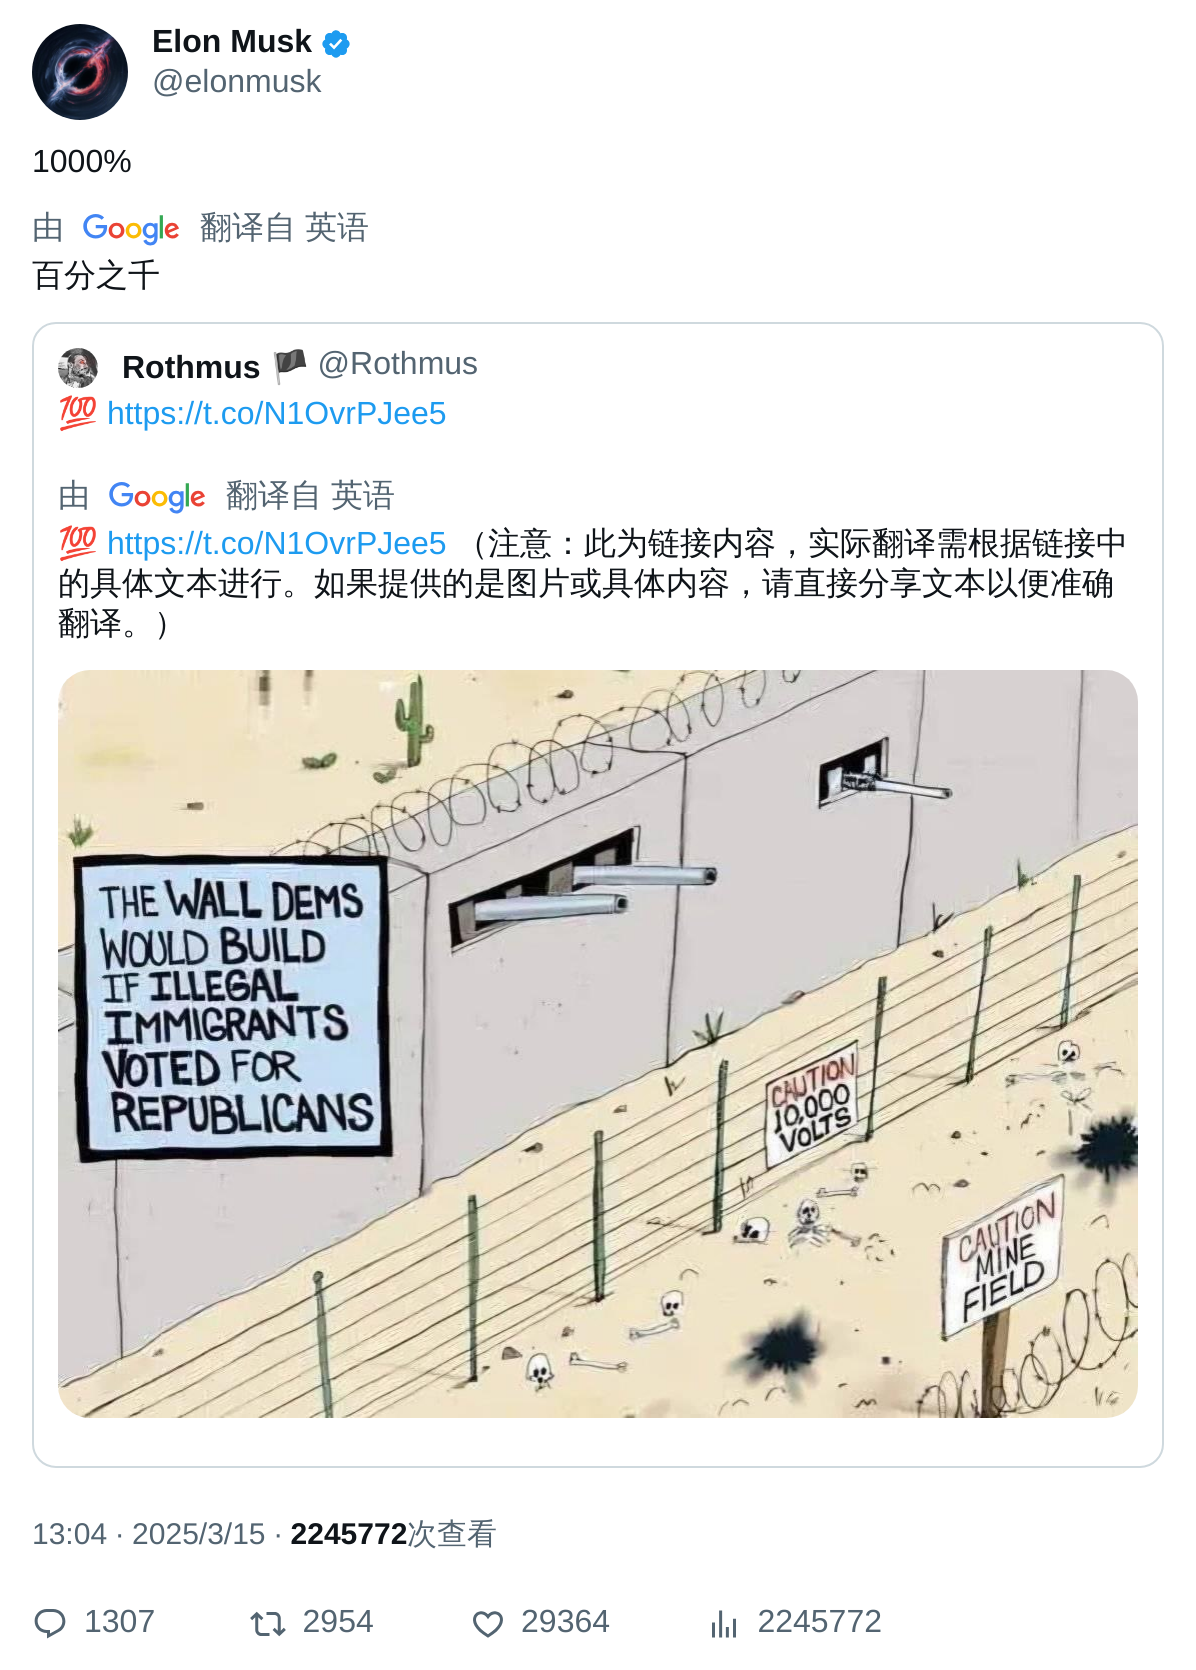 Elon Musk
@elonmusk
1000%
由 Google 翻译自 英语
百分之千
Rothmus 🏴 @Rothmus
💯 https://t.co/N1OvrPJee5
由 Google 翻译自 英语
💯 https://t.co/N1OvrPJee5 （注意：此为链接内容，实际翻译需根据链接中
的具体文本进行。如果提供的是图片或具体内容，请直接分享文本以便准确
翻译。）
THE WALL DEMS
WOULD BUILD
IF ILLEGAL
IMMIGRANTS
VOTED FOR
REPUBLICANS
CAUTION
10,000
VOLTS
CAUTION
MINE
FIELD
13:04 · 2025/3/15 · 2245772次查看
1307 2954 29364 2245772